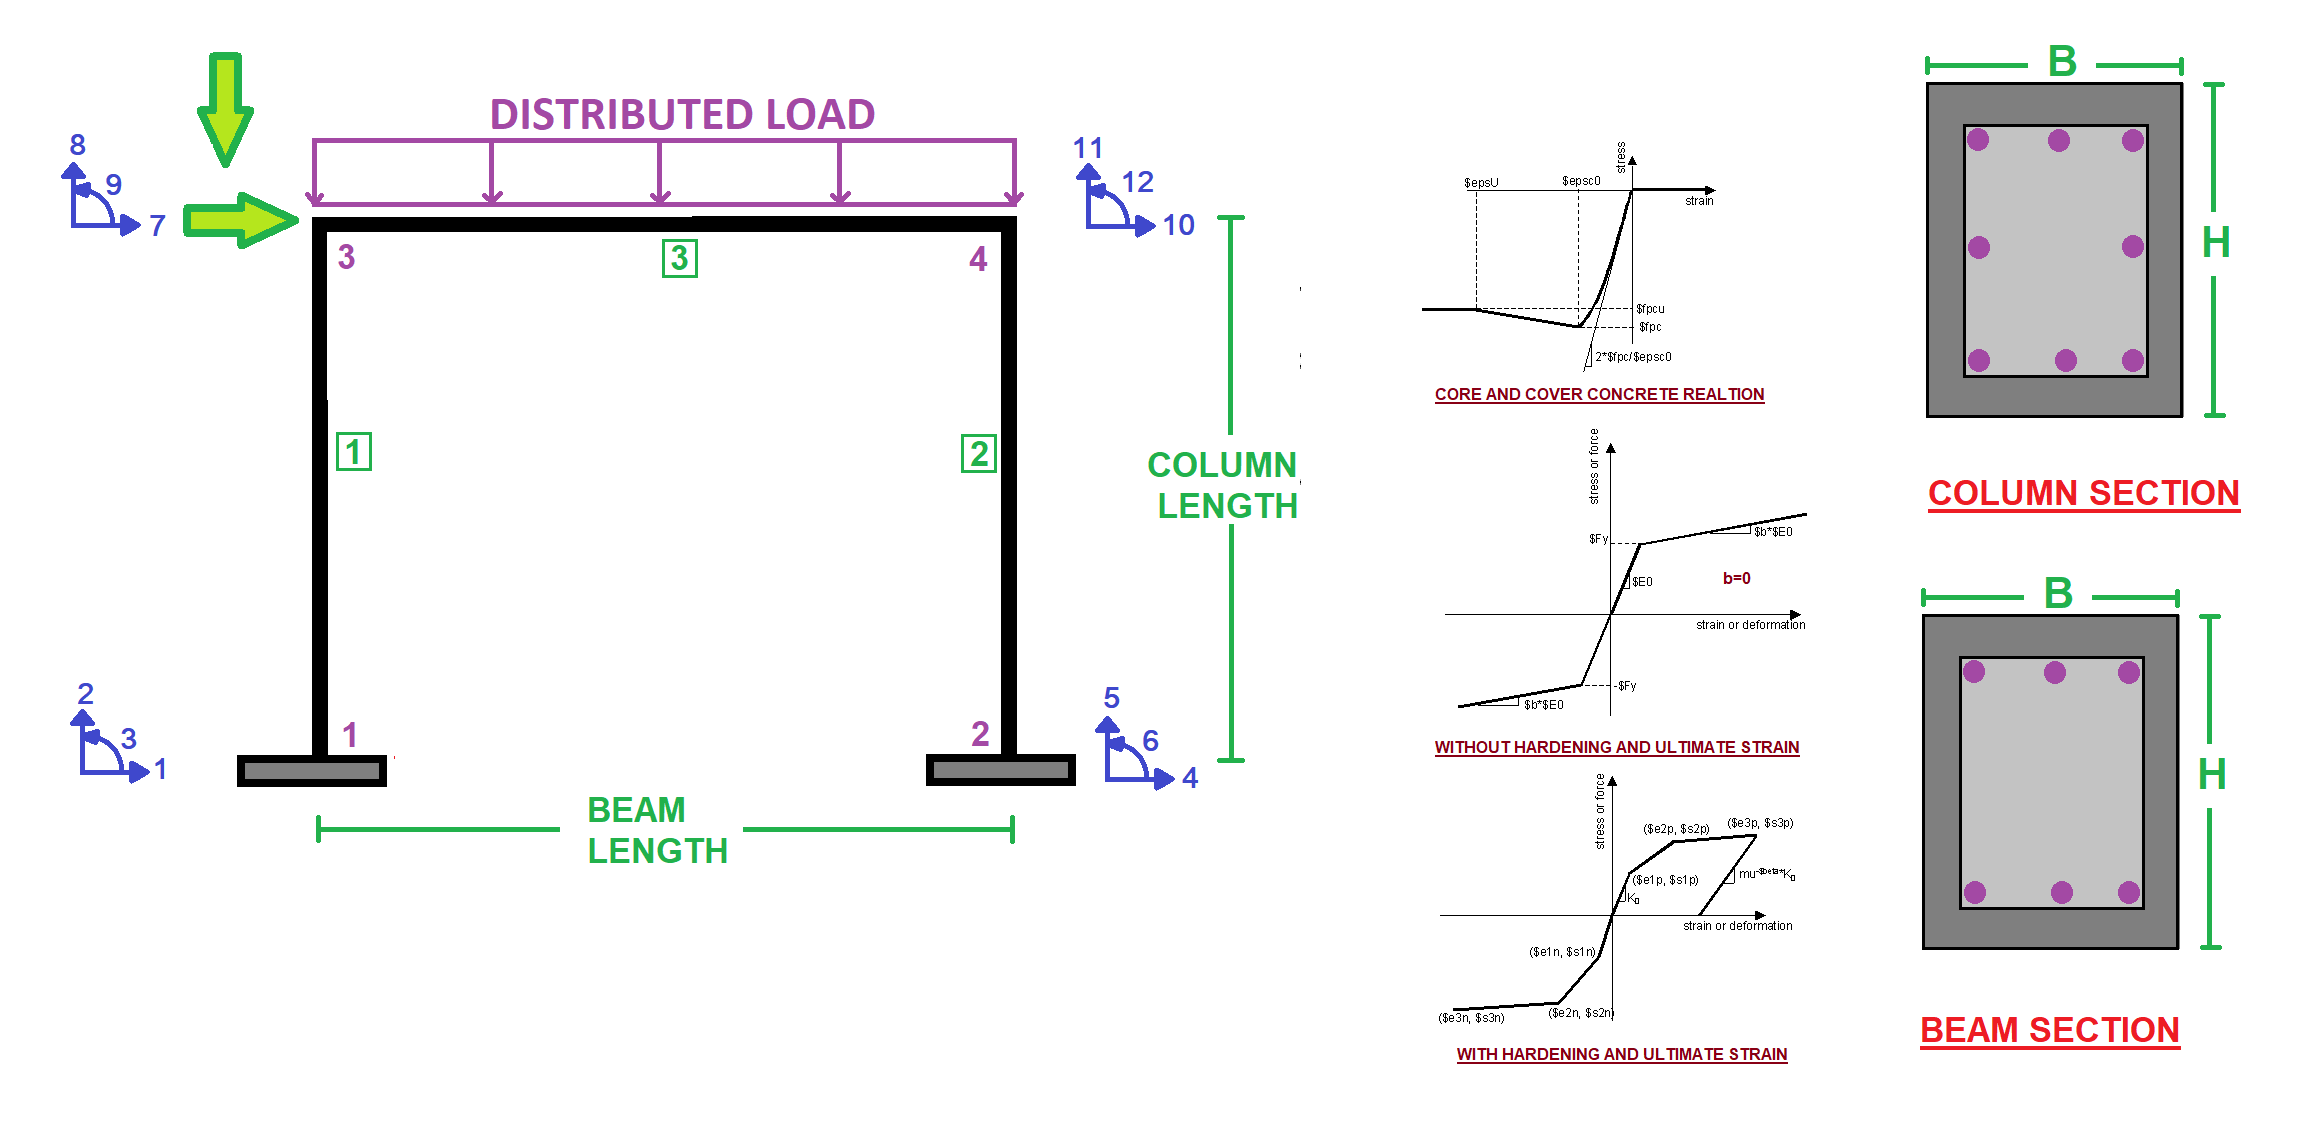 DISTRIBUTED LOAD
8
9
7
11
12
10
3
3
4
1
2
COLUMN
LENGTH
2
3
1
1
2
5
6
4
BEAM
LENGTH
stress
$epsU
$epsc0
strain
$fpcu
$fpc
2*$fpc/$epsc0
CORE AND COVER CONCRETE REALTION
stress or force
$Fy
$b*$E0
$E0
b=0
strain or deformation
-$Fy
$b*$E0
WITHOUT HARDENING AND ULTIMATE STRAIN
stress or force
($e2p, $s2p)
($e3p, $s3p)
($e1p, $s1p)
mu-$beta*K0
K0
strain or deformation
($e1n, $s1n)
($e3n, $s3n)
($e2n, $s2n)
WITH HARDENING AND ULTIMATE STRAIN
B
H
COLUMN SECTION
B
H
BEAM SECTION